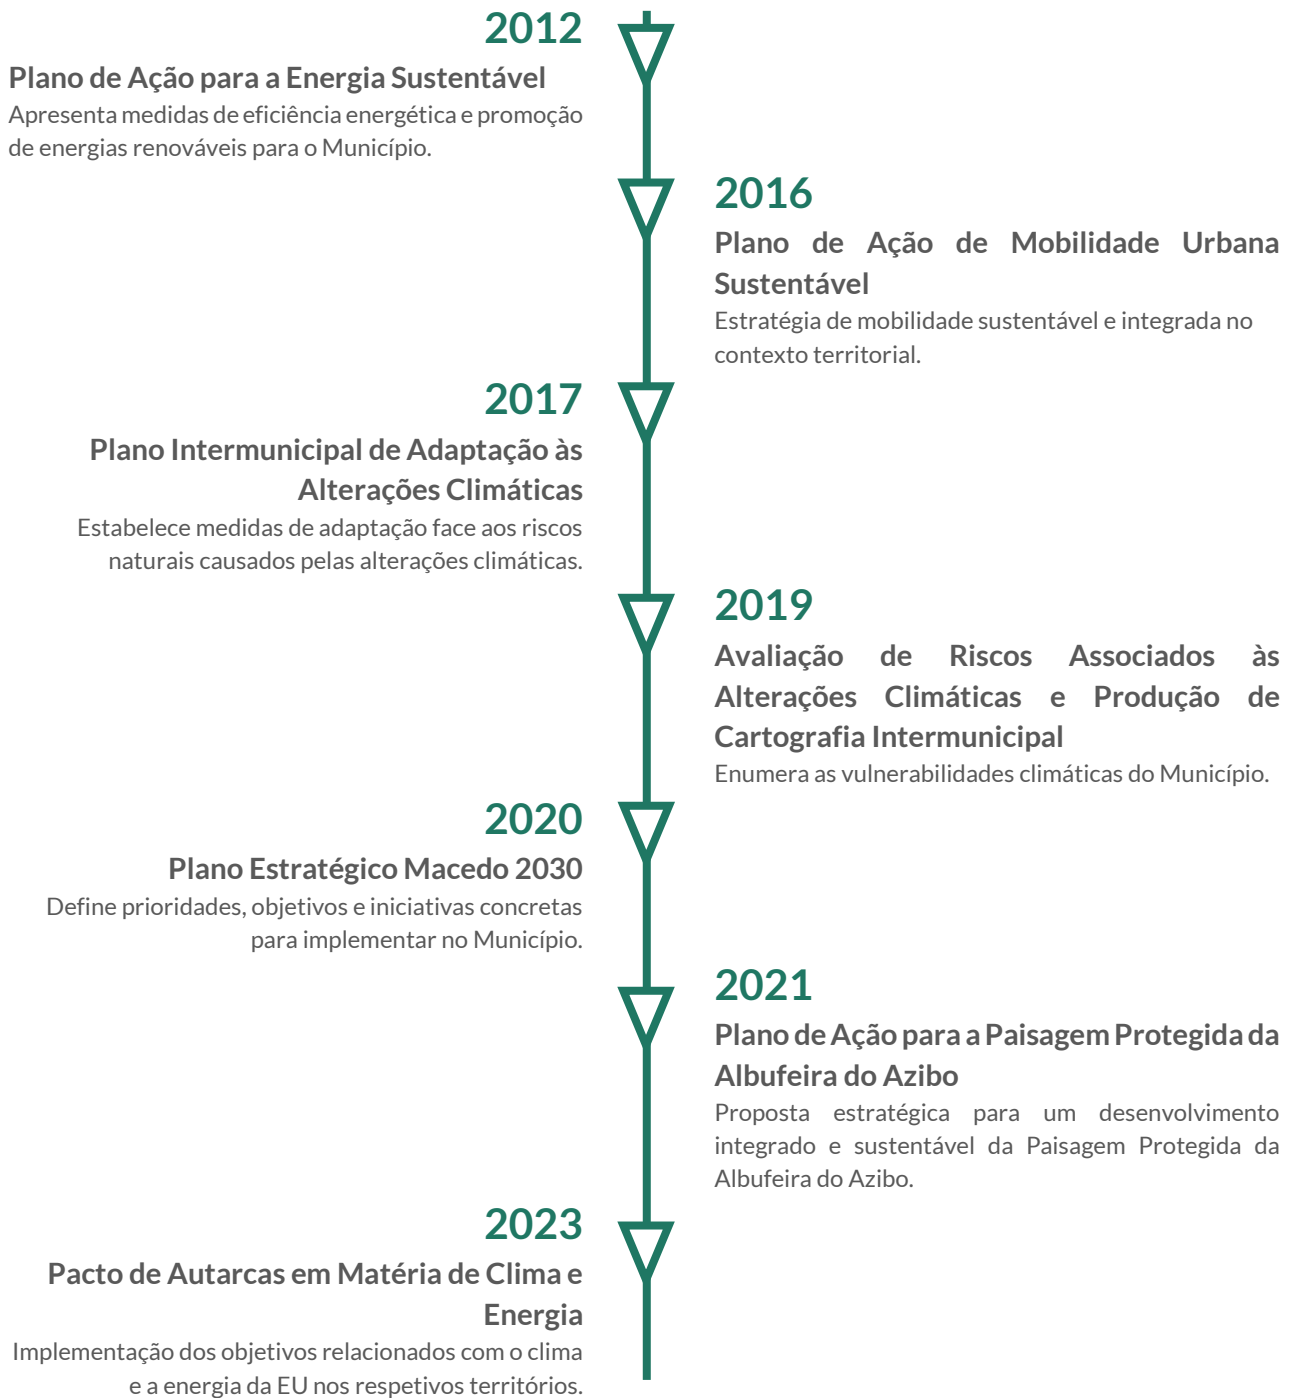 2012
Plano de Ação para a Energia Sustentável
Apresenta medidas de eficiência energética e promoção
de energias renováveis para o Município.
2016
Plano de Ação de Mobilidade Urbana
Sustentável
Estratégia de mobilidade sustentável e integrada no
contexto territorial.
2017
Plano Intermunicipal de Adaptação às
Alterações Climáticas
Estabelece medidas de adaptação face aos riscos
naturais causados pelas alterações climáticas.
2019
Avaliação de Riscos Associados às
Alterações Climáticas e Produção de
Cartografia Intermunicipal
Enumera as vulnerabilidades climáticas do Município.
2020
Plano Estratégico Macedo 2030
Define prioridades, objetivos e iniciativas concretas
para implementar no Município.
2021
Plano de Ação para a Paisagem Protegida da
Albufeira do Azibo
Proposta estratégica para um desenvolvimento
integrado e sustentável da Paisagem Protegida da
Albufeira do Azibo.
2023
Pacto de Autarcas em Matéria de Clima e
Energia
Implementação dos objetivos relacionados com o clima
e a energia da EU nos respetivos territórios.